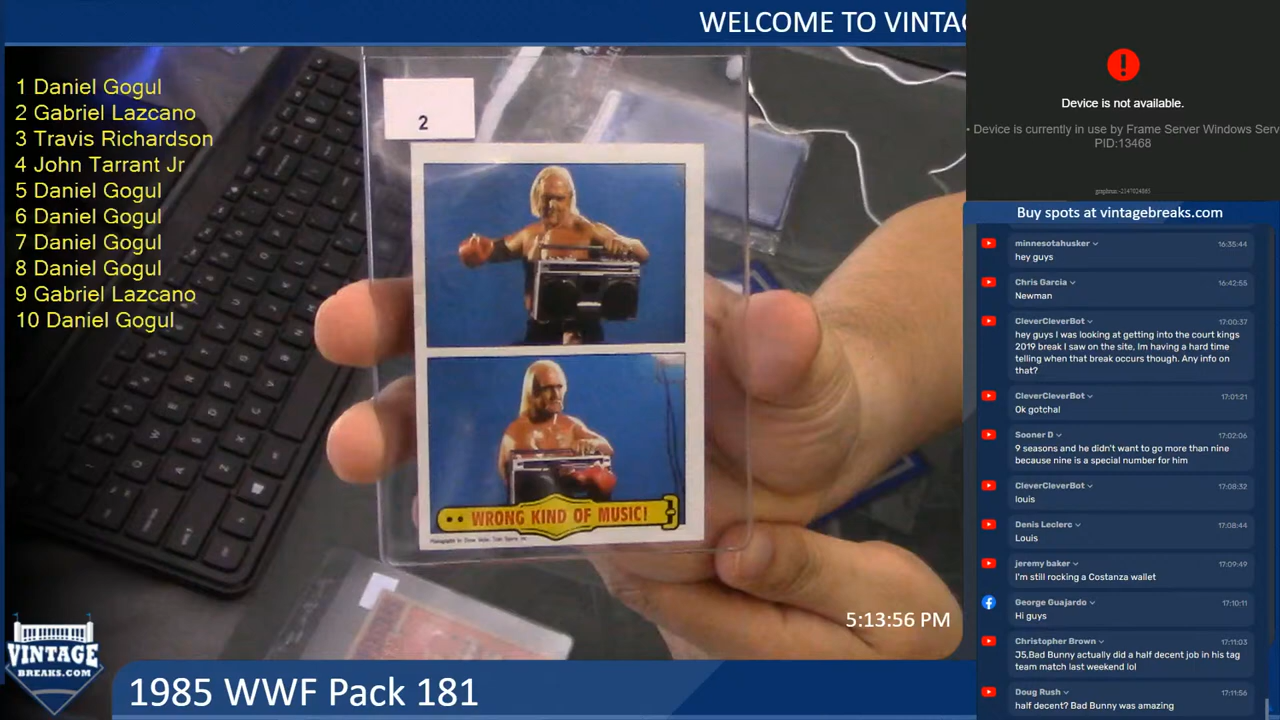 WELCOME TO VINTAG
1 Daniel Gogul
2 Gabriel Lazcano
3 Travis Richardson
4 John Tarrant Jr
5 Daniel Gogul
6 Daniel Gogul
7 Daniel Gogul
8 Daniel Gogul
9 Gabriel Lazcano
10 Daniel Gogul
2
WRONG KIND OF MUSIC!
5:13:56 PM
VINTAGE
BREAKS.COM
1985 WWF Pack 181
!
Device is not available.
• Device is currently in use by Frame Server Windows Serv
PID:13468
Buy spots at vintagebreaks.com
minnesotahusker 16:35:44
hey guys
Chris Garcia 16:42:55
Newman
CleverCleverBot 17:00:37
hey guys I was looking at getting into the court kings
2019 break I saw on the site, Im having a hard time
telling when that break occurs though. Any info on
that?
CleverCleverBot 17:01:21
Ok gotcha!
Sooner D 17:02:06
9 seasons and he didn't want to go more than nine
because nine is a special number for him
CleverCleverBot 17:08:32
louis
Denis Leclerc 17:08:44
Louis
jeremy baker 17:09:49
I'm still rocking a Costanza wallet
George Guajardo 17:10:11
Hi guys
Christopher Brown 17:11:03
J5,Bad Bunny actually did a half decent job in his tag
team match last weekend lol
Doug Rush 17:11:56
half decent? Bad Bunny was amazing